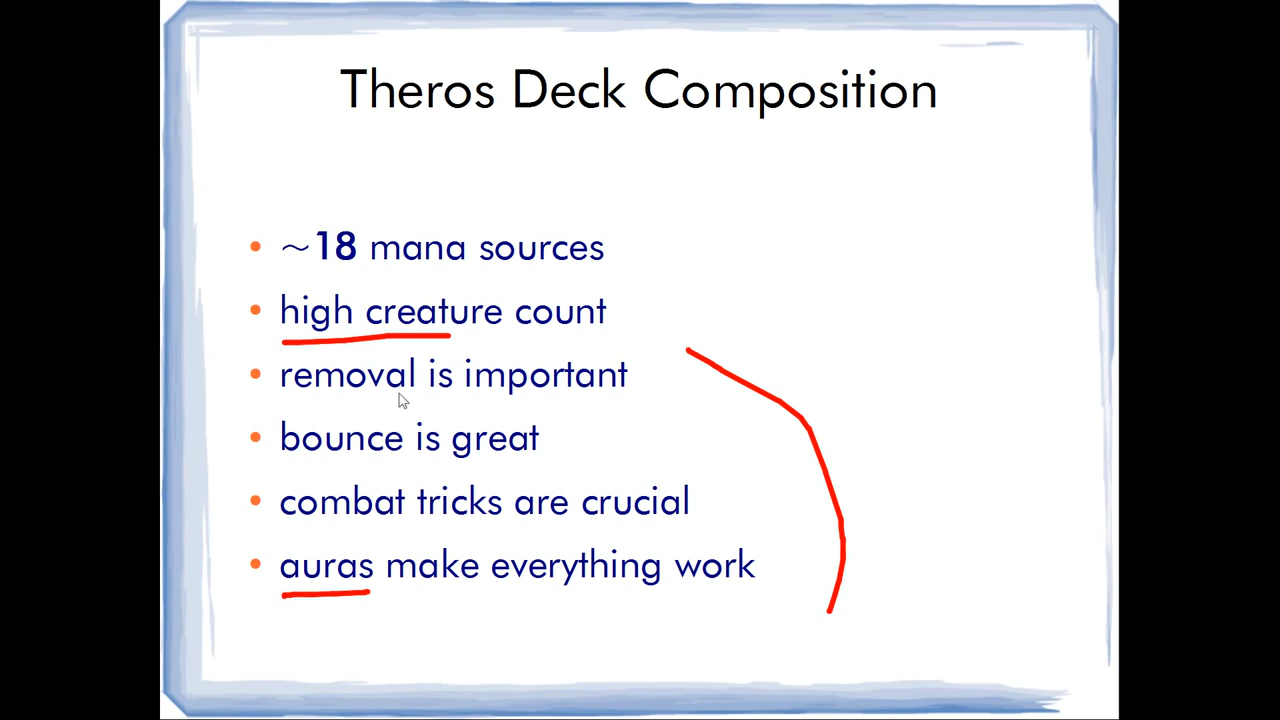 Theros Deck Composition
• ~18 mana sources
• high creature count
• removal is important
• bounce is great
• combat tricks are crucial
• auras make everything work